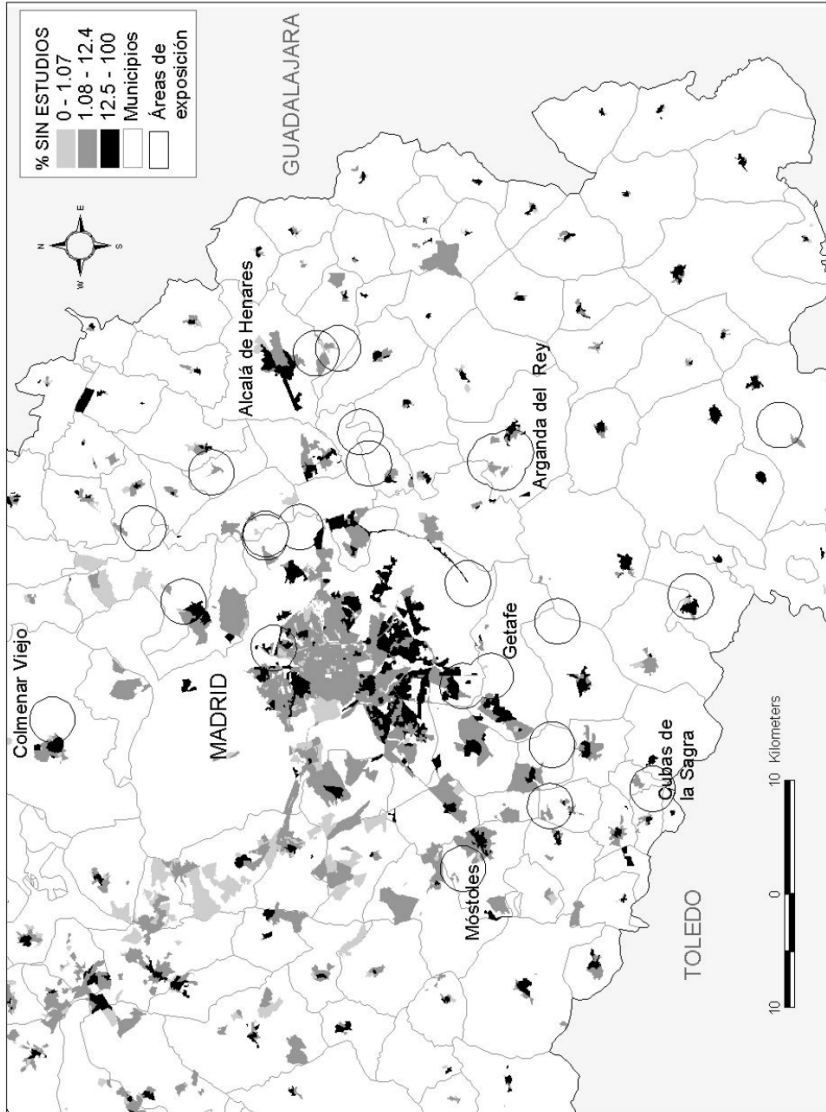 % SIN ESTUDIOS
0 - 1.07
1.08 - 12.4
12.5 - 100
Municipios
Áreas de
exposición
GUADALAJARA
N
W
E
S
Colmenar Viejo
Alcalá de Henares
MADRID
Arganda del Rey
Getafe
Móstoles
Cubas de
la Sagra
TOLEDO
10
0
10 Kilometers